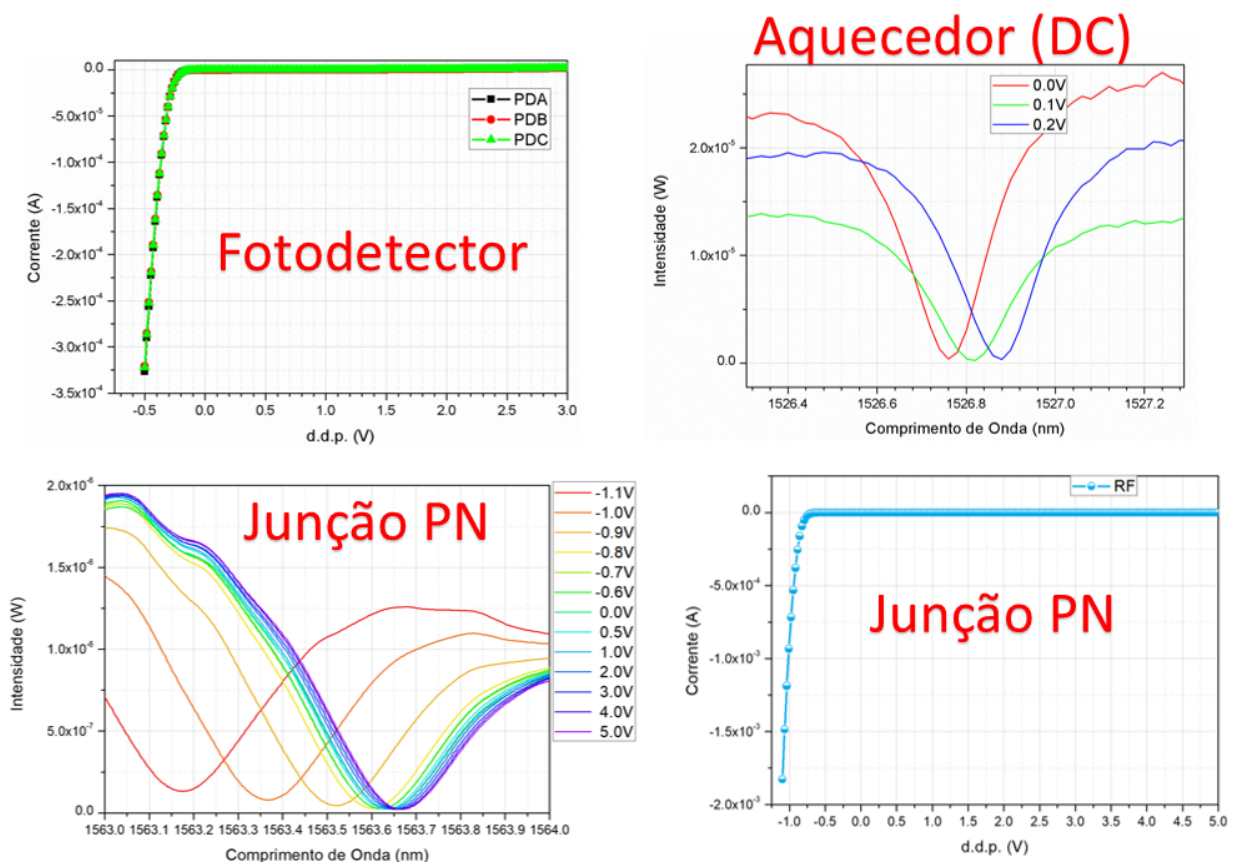 Fotodetector
0.0
-5.0x10⁻⁵
-1.0x10⁻⁴
-1.5x10⁻⁴
-2.0x10⁻⁴
-2.5x10⁻⁴
-3.0x10⁻⁴
-3.5x10⁻⁴
Corrente (A)
PDA
PDB
PDC
-0.5 0.0 0.5 1.0 1.5 2.0 2.5 3.0
d.d.p. (V)
Aquecedor (DC)
2.0x10⁻⁵
1.0x10⁻⁵
0.0
Intensidade (W)
0.0V
0.1V
0.2V
1526.4 1526.6 1526.8 1527.0 1527.2
Comprimento de Onda (nm)
Junção PN
2.0x10⁻⁶
1.5x10⁻⁶
1.0x10⁻⁶
5.0x10⁻⁷
0.0
Intensidade (W)
-1.1V
-1.0V
-0.9V
-0.8V
-0.7V
-0.6V
0.0V
0.5V
1.0V
2.0V
3.0V
4.0V
5.0V
1563.0 1563.1 1563.2 1563.3 1563.4 1563.5 1563.6 1563.7 1563.8 1563.9 1564.0
Comprimento de Onda (nm)
RF
Junção PN
0.0
-5.0x10⁻⁴
-1.0x10⁻³
-1.5x10⁻³
-2.0x10⁻³
Corrente (A)
-1.0 -0.5 0.0 0.5 1.0 1.5 2.0 2.5 3.0 3.5 4.0 4.5 5.0
d.d.p. (V)